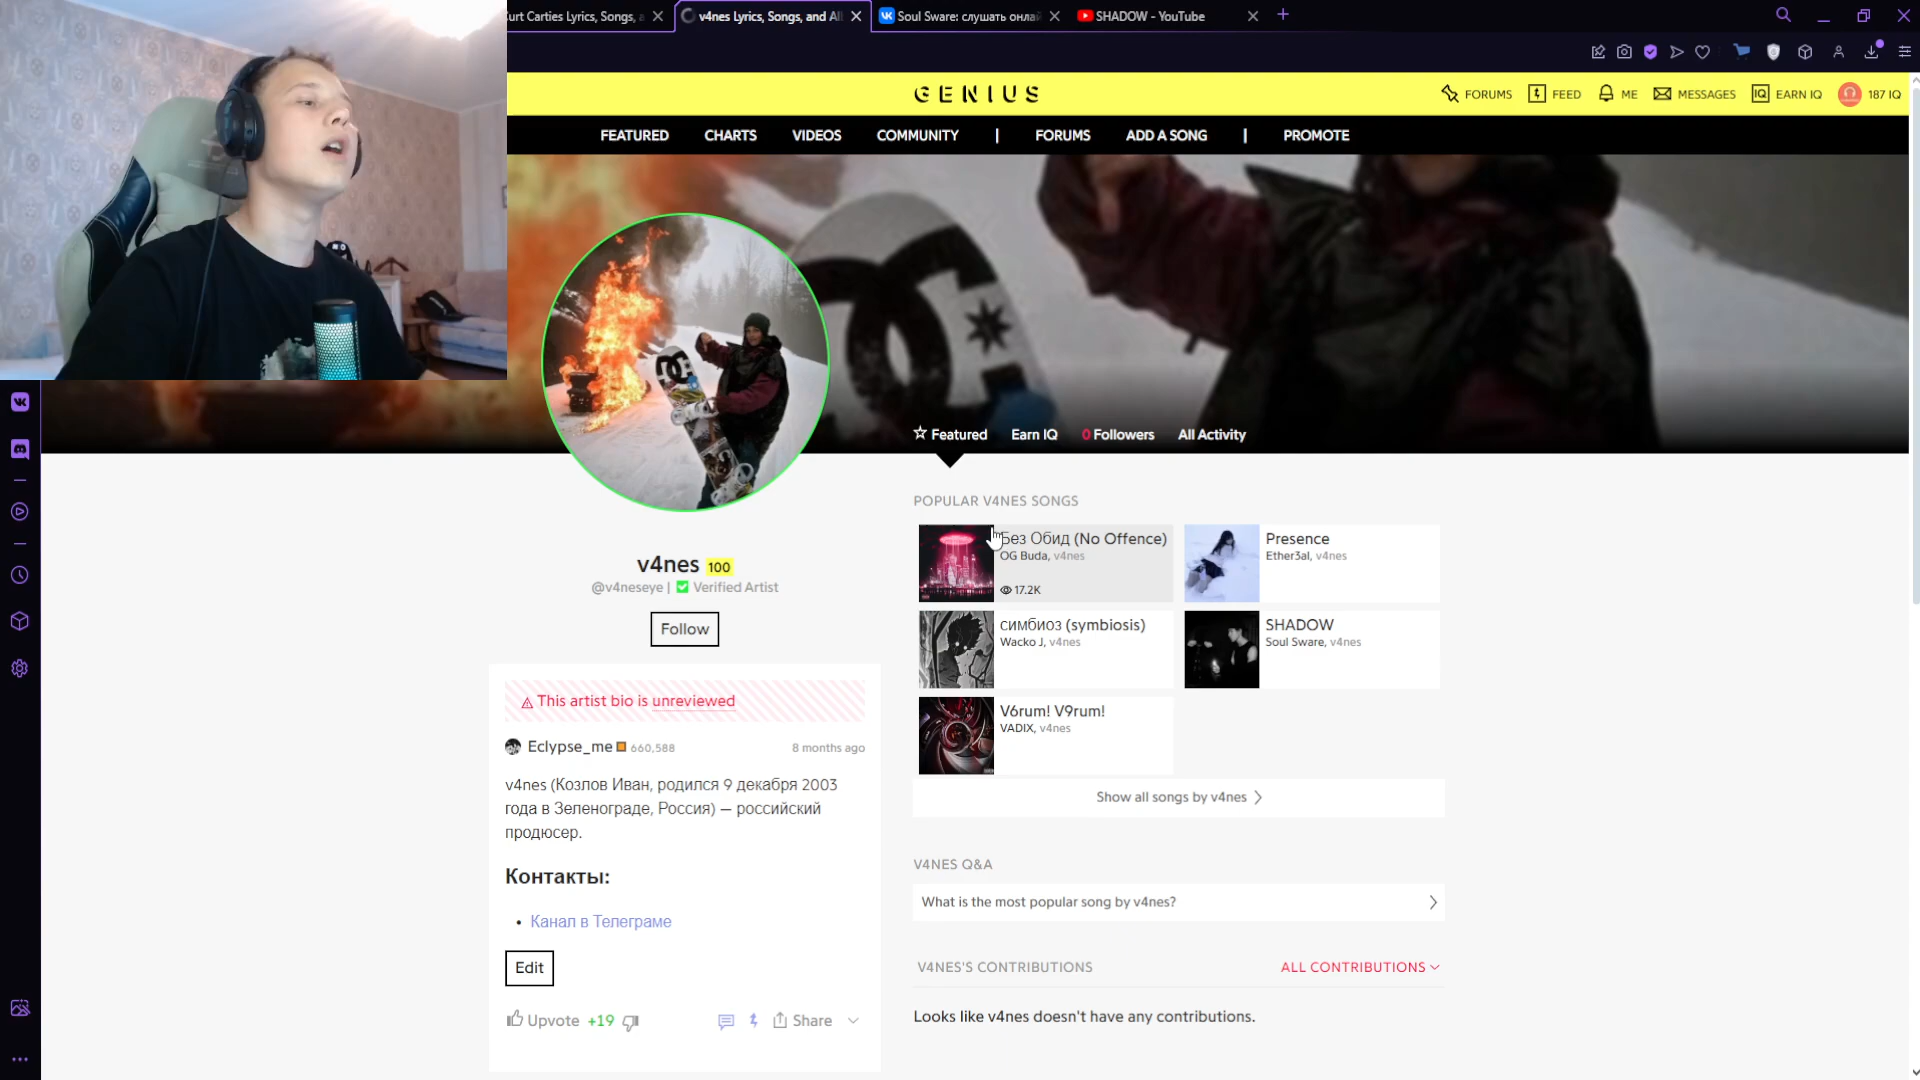 urt Carties Lyrics, Songs, a
v4nes Lyrics, Songs, and Al
Soul Sware: слушать онлай
SHADOW - YouTube
GENIUS
FORUMS
FEED
ME
MESSAGES
IQ EARN IQ
187 IQ
FEATURED
CHARTS
VIDEOS
COMMUNITY
|
FORUMS
ADD A SONG
|
PROMOTE
Featured
Earn IQ
0 Followers
All Activity
v4nes 100
@v4neseye | Verified Artist
Follow
This artist bio is unreviewed
Eclypse_me 660,588
8 months ago
v4nes (Козлов Иван, родился 9 декабря 2003
года в Зеленограде, Россия) — российский
продюсер.
Контакты:
• Канал в Телеграме
Edit
Upvote +19
Share
POPULAR V4NES SONGS
Без Обид (No Offence)
OG Buda, v4nes
17.2K
Presence
Ether3al, v4nes
симбиоз (symbiosis)
Wacko J, v4nes
SHADOW
Soul Sware, v4nes
V6rum! V9rum!
VADIX, v4nes
Show all songs by v4nes
V4NES Q&A
What is the most popular song by v4nes?
V4NES'S CONTRIBUTIONS
ALL CONTRIBUTIONS
Looks like v4nes doesn't have any contributions.